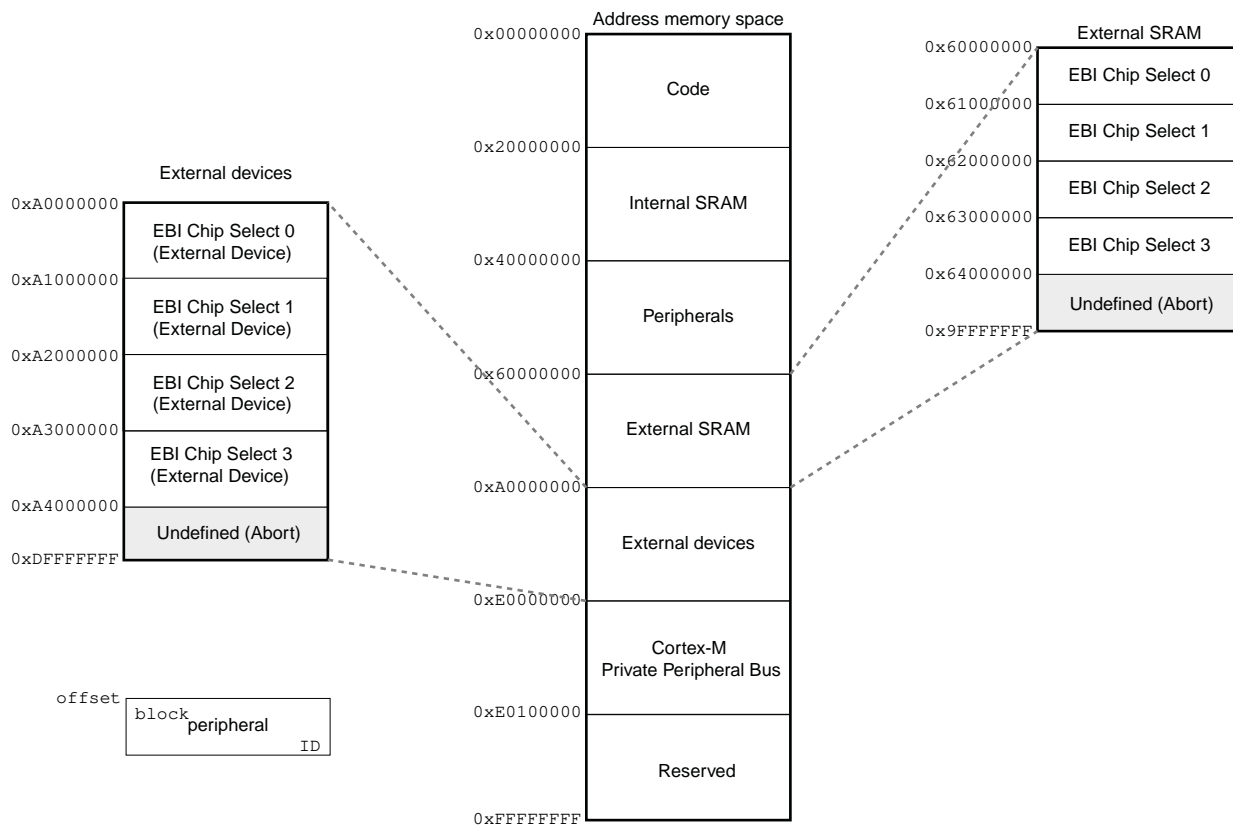 Address memory space
0x00000000
Code
0x20000000
Internal SRAM
0x40000000
Peripherals
0x60000000
External SRAM
0xA0000000
External devices
0xE0000000
Cortex-M
Private Peripheral Bus
0xE0100000
Reserved
0xFFFFFFFF
External SRAM
0x60000000
EBI Chip Select 0
0x61000000
EBI Chip Select 1
0x62000000
EBI Chip Select 2
0x63000000
EBI Chip Select 3
0x64000000
Undefined (Abort)
0x9FFFFFFF
External devices
0xA0000000
EBI Chip Select 0
(External Device)
0xA1000000
EBI Chip Select 1
(External Device)
0xA2000000
EBI Chip Select 2
(External Device)
0xA3000000
EBI Chip Select 3
(External Device)
0xA4000000
Undefined (Abort)
0xDFFFFFFF
offset
block
peripheral
ID